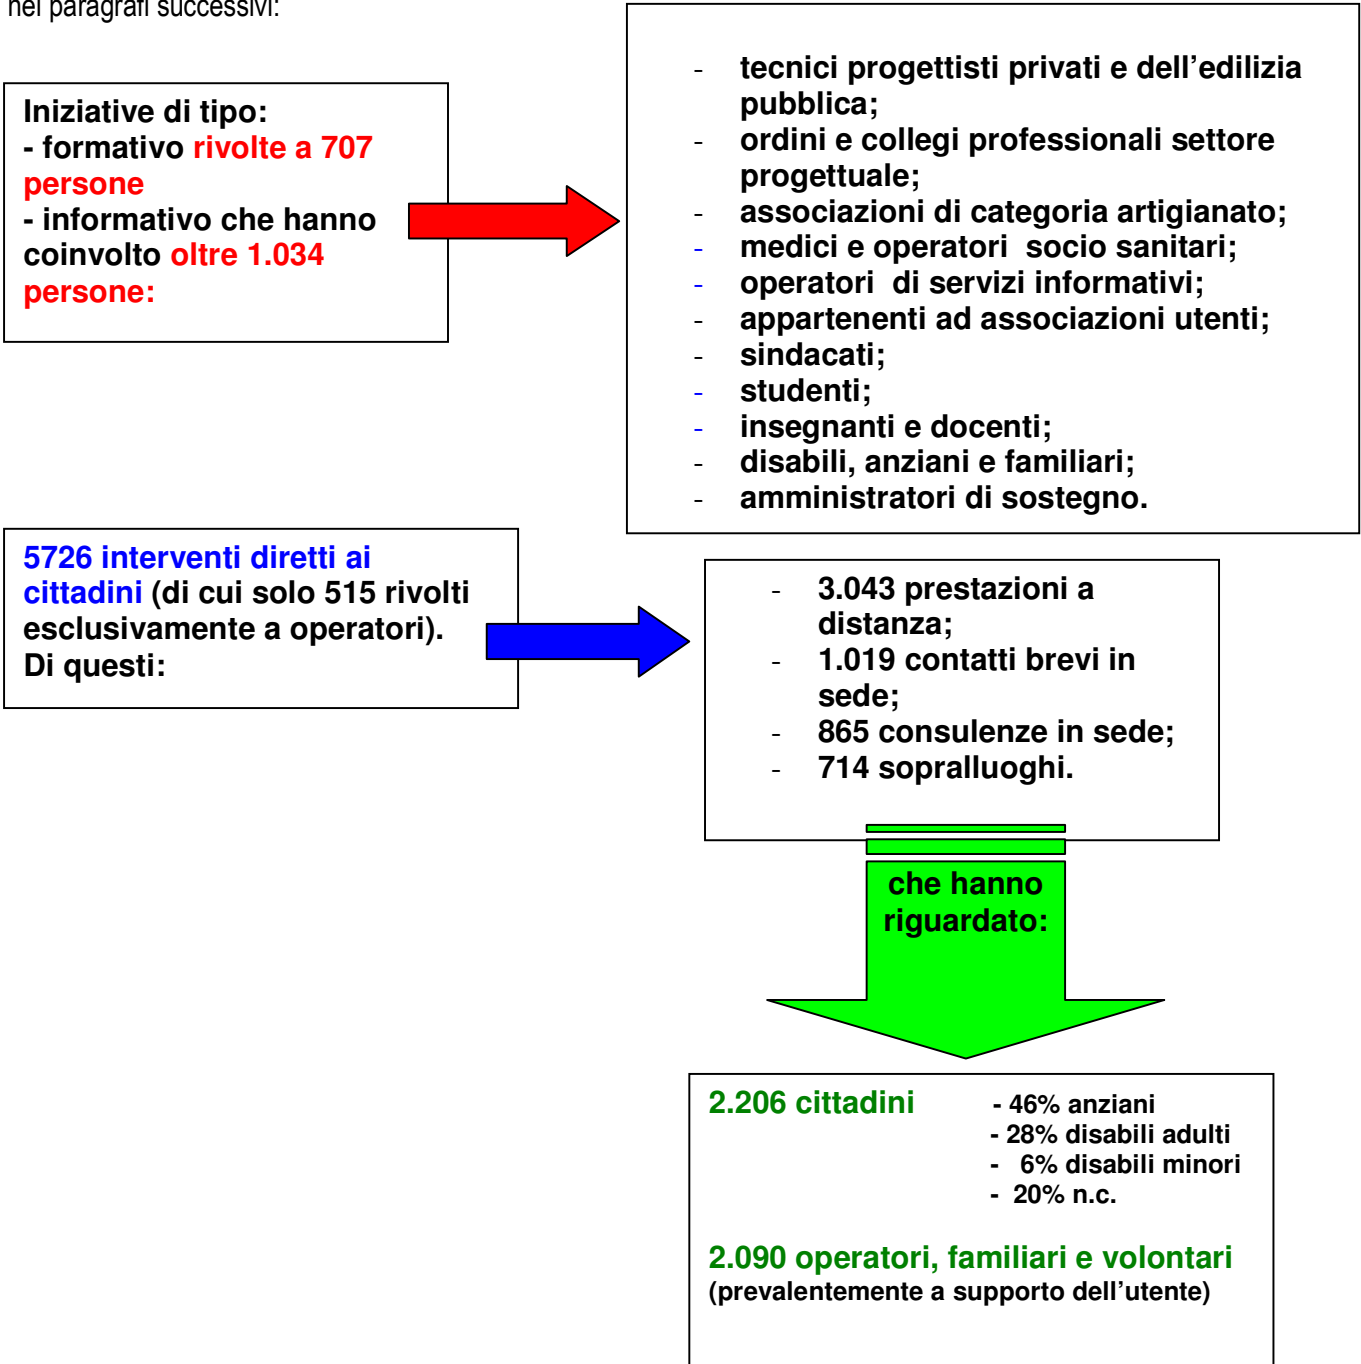 nei paragrafi successivi:
Iniziative di tipo:
- formativo rivolte a 707
persone
- informativo che hanno
coinvolto oltre 1.034
persone:
- tecnici progettisti privati e dell'edilizia
pubblica;
- ordini e collegi professionali settore
progettuale;
- associazioni di categoria artigianato;
- medici e operatori socio sanitari;
- operatori di servizi informativi;
- appartenenti ad associazioni utenti;
- sindacati;
- studenti;
- insegnanti e docenti;
- disabili, anziani e familiari;
- amministratori di sostegno.
5726 interventi diretti ai
cittadini (di cui solo 515 rivolti
esclusivamente a operatori).
Di questi:
- 3.043 prestazioni a
distanza;
- 1.019 contatti brevi in
sede;
- 865 consulenze in sede;
- 714 sopralluoghi.
che hanno
riguardato:
2.206 cittadini - 46% anziani
- 28% disabili adulti
- 6% disabili minori
- 20% n.c.
2.090 operatori, familiari e volontari
(prevalentemente a supporto dell'utente)